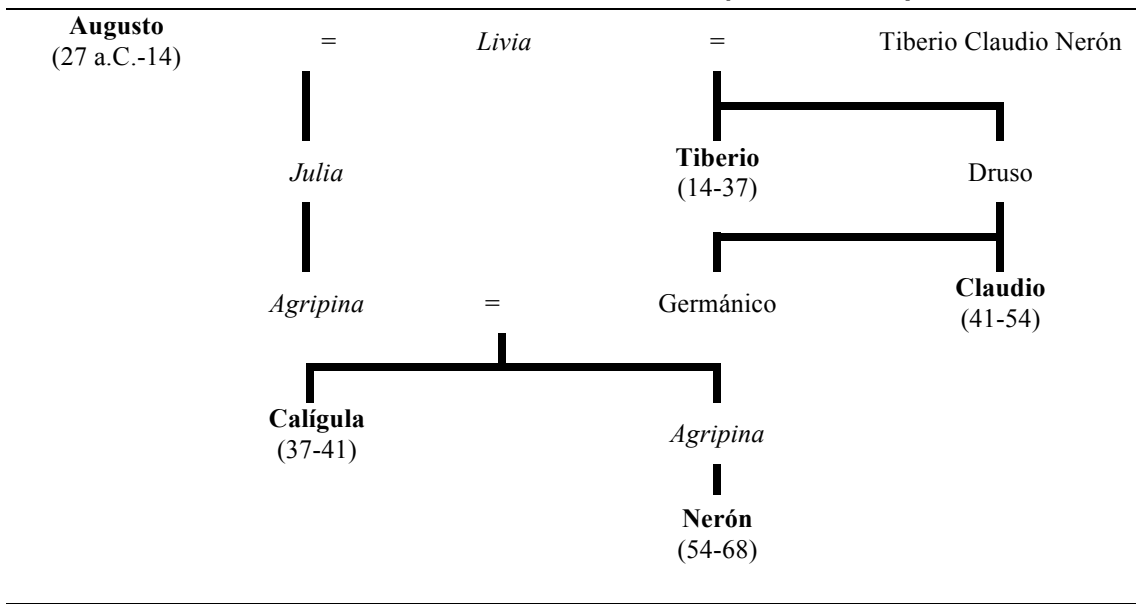 Augusto = Livia = Tiberio Claudio Nerón
(27 a.C.-14)
Julia Tiberio Druso
(14-37)
Agripina = Germánico Claudio
(41-54)
Calígula Agripina
(37-41)
Nerón
(54-68)